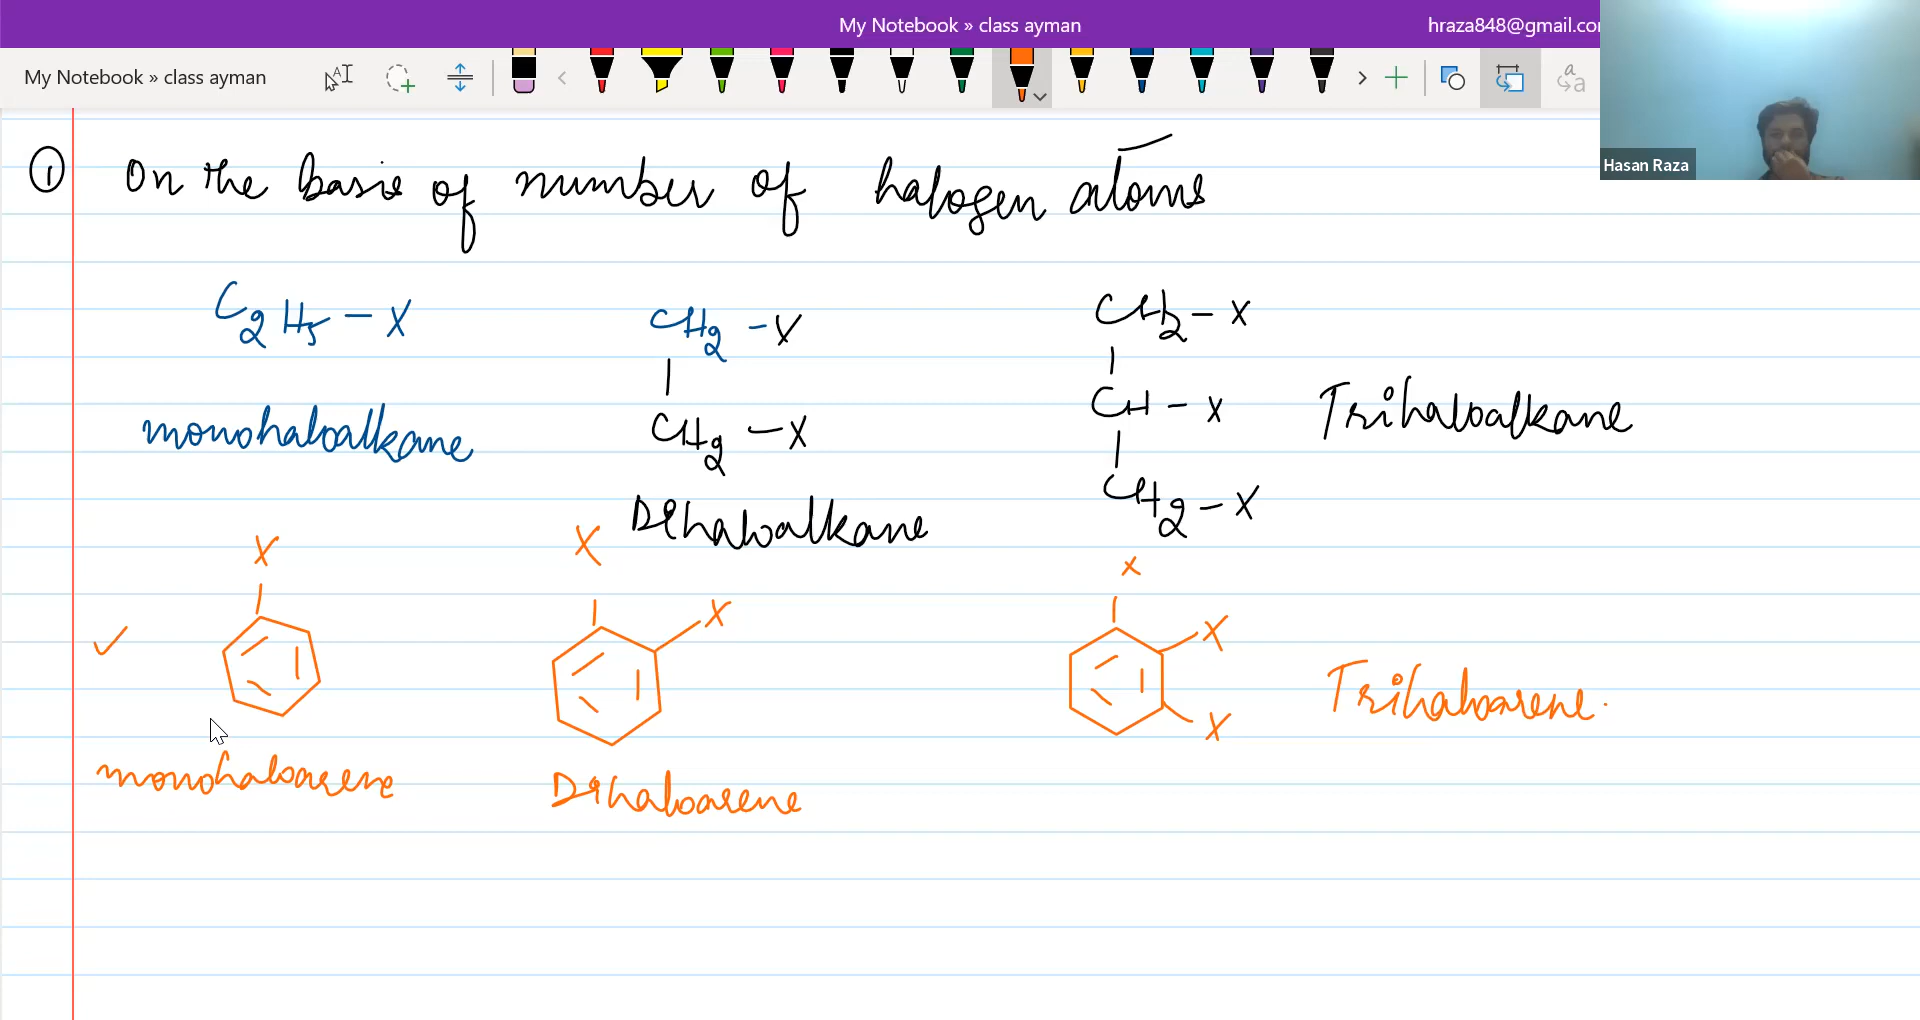 My Notebook » class ayman
hraza848@gmail.co
My Notebook » class ayman
Hasan Raza
① On the basis of number of halogen atoms
C2H5 – X
CH2 – X
CH2 – X
CH2 – X
CH – X
CH2 – X
monohaloalkane
Dihaloalkane
Trihaloalkane
X
X
X
X
X
X
monohaloarene
Dihaloarene
Trihaloarene.